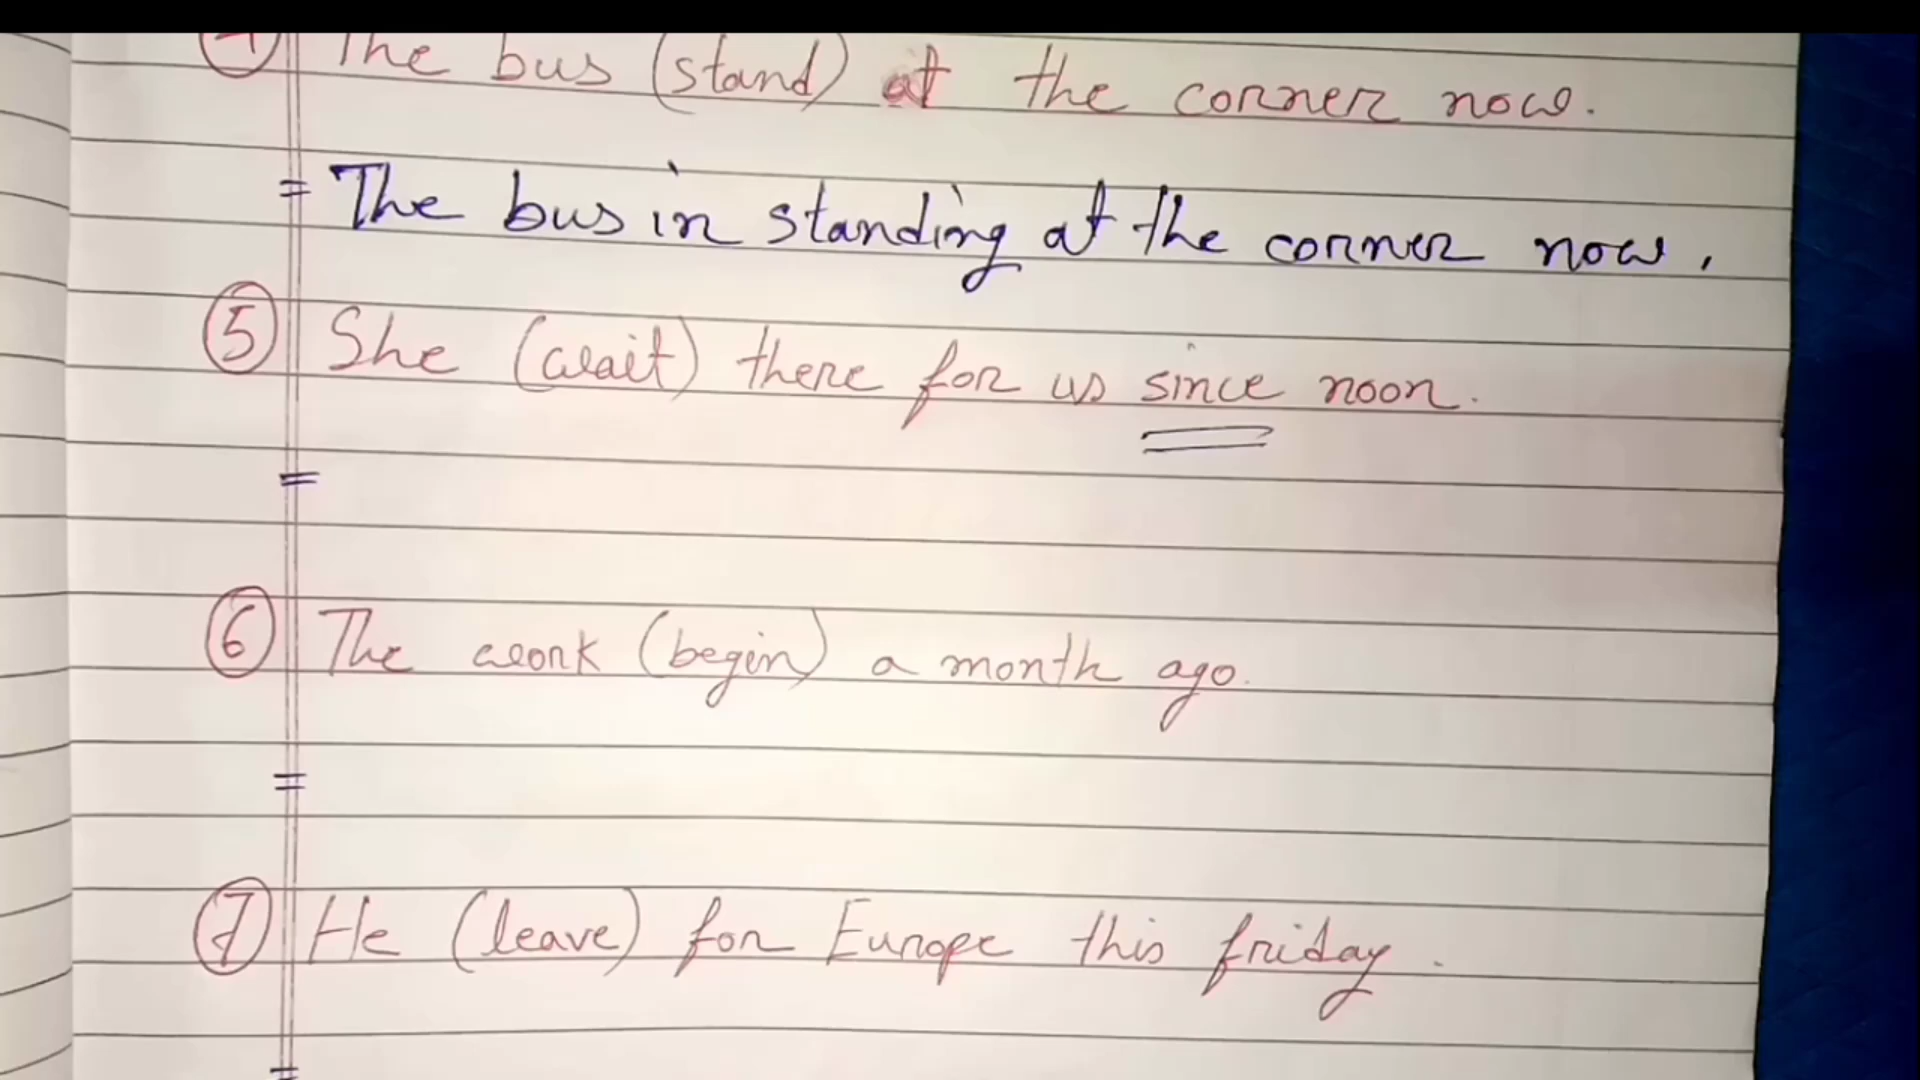 ④ The bus (stand) at the corner now.
= The bus in standing at the corner now.
⑤ She (wait) there for us since noon.
=
⑥ The work (begin) a month ago.
=
⑦ He (leave) for Europe this friday.
=